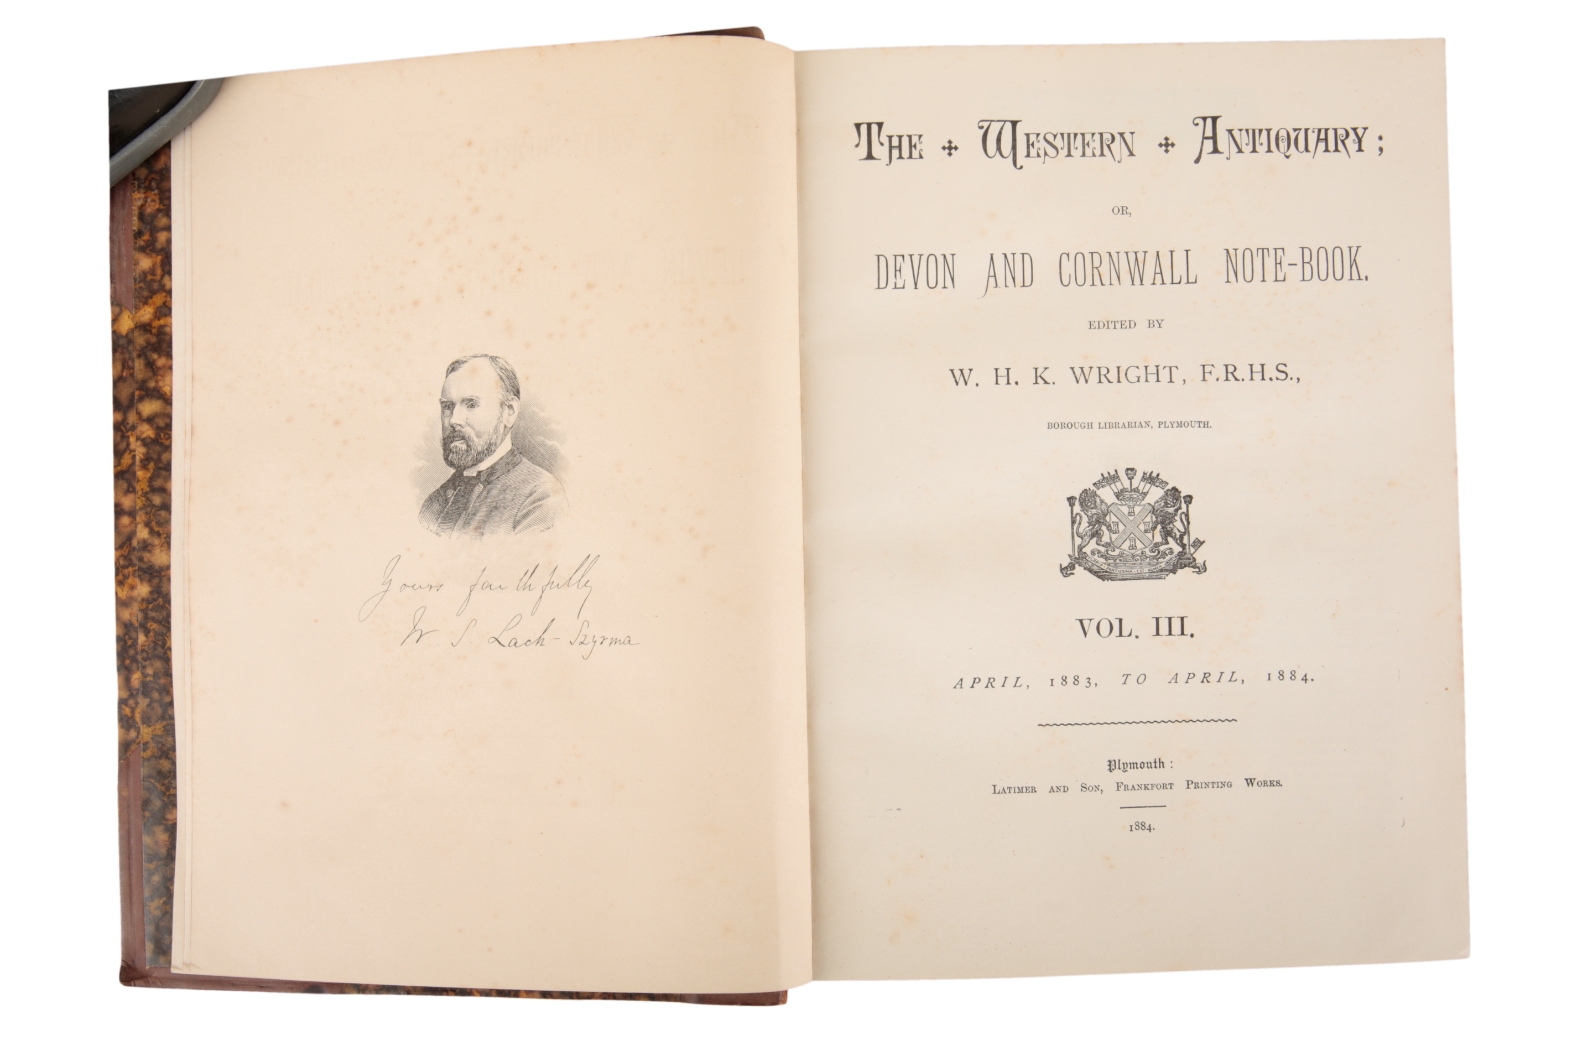 Yours faithfully
W S. Lach-Szyrma
THE WESTERN ANTIQUARY;
OR,
DEVON AND CORNWALL NOTE-BOOK.
EDITED BY
W. H. K. WRIGHT, F.R.H.S.,
BOROUGH LIBRARIAN, PLYMOUTH.
VOL. III.
APRIL, 1883, TO APRIL, 1884.
Plymouth:
LATIMER AND SON, FRANKFORT PRINTING WORKS.
1884.